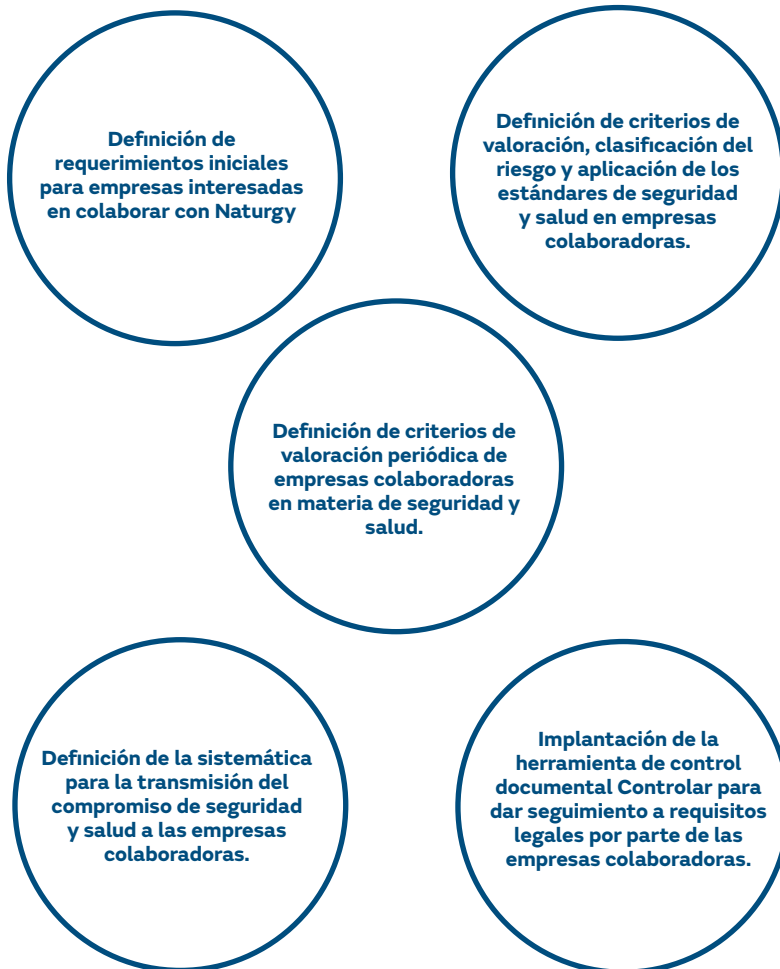 Definición de
requerimientos iniciales
para empresas interesadas
en colaborar con Naturgy
Definición de criterios de
valoración, clasificación del
riesgo y aplicación de los
estándares de seguridad
y salud en empresas
colaboradoras.
Definición de criterios de
valoración periódica de
empresas colaboradoras
en materia de seguridad y
salud.
Definición de la sistemática
para la transmisión del
compromiso de seguridad
y salud a las empresas
colaboradoras.
Implantación de la
herramienta de control
documental Controlar para
dar seguimiento a requisitos
legales por parte de las
empresas colaboradoras.